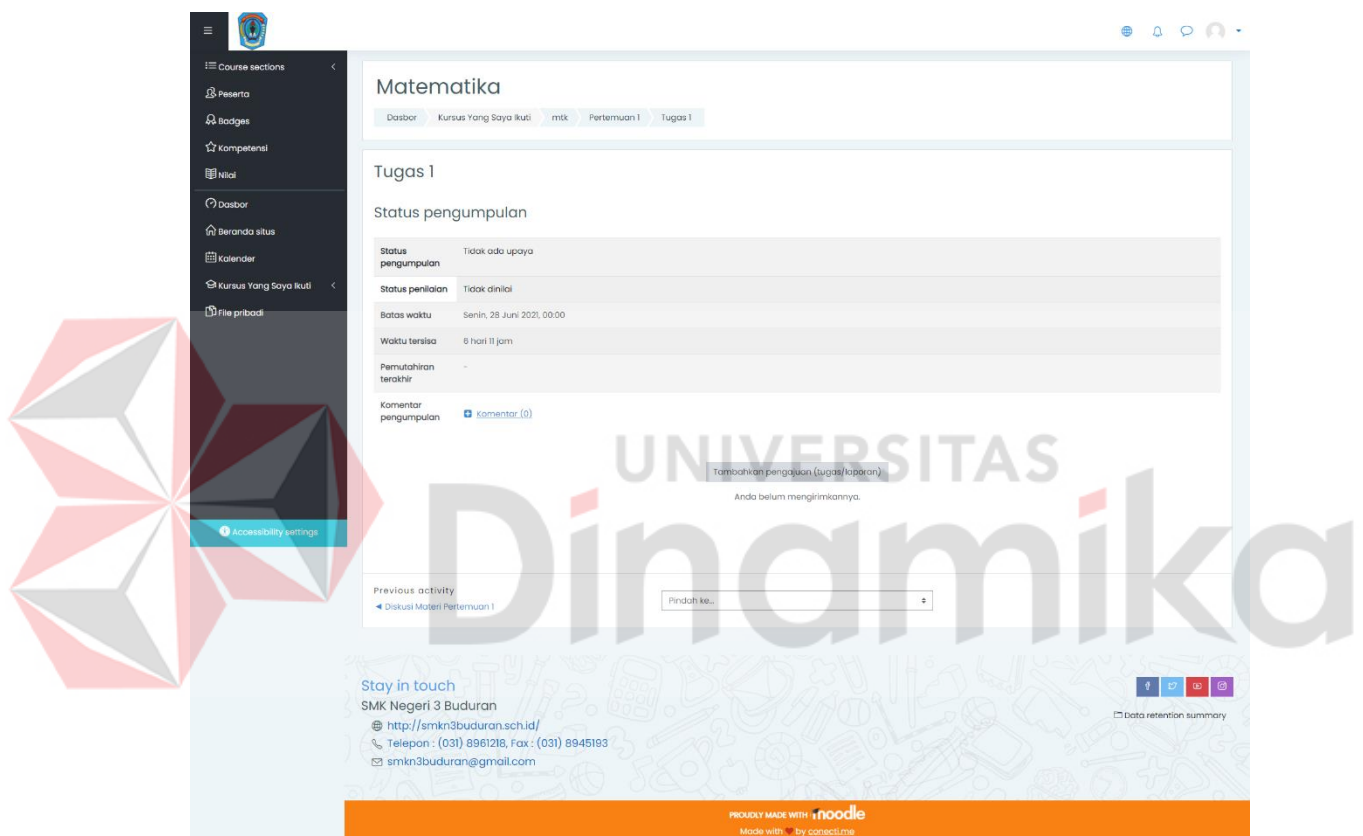 Course sections
Peserta
Badges
Kompetensi
Nilai
Dasbor
Beranda situs
Kalender
Kursus Yang Saya Ikuti
File pribadi
Accessibility settings
Matematika
Dasbor Kursus Yang Saya Ikuti mtk Pertemuan 1 Tugas 1
Tugas 1
Status pengumpulan
Status pengumpulan Tidak ada upaya
Status penilaian Tidak dinilai
Batas waktu Senin, 28 Juni 2021, 00:00
Waktu tersisa 6 hari 11 jam
Pemutahiran terakhir -
Komentar pengumpulan Komentar (0)
UNIVERSITAS
Dinamika
Tambahkan pengajuan (tugas/laporan)
Anda belum mengirimkannya.
Previous activity
◄ Diskusi Materi Pertemuan 1
Pindah ke...
Stay in touch
SMK Negeri 3 Buduran
http://smkn3buduran.sch.id/
Telepon : (031) 8961218, Fax : (031) 8945193
smkn3buduran@gmail.com
Data retention summary
PROUDLY MADE WITH moodle
Made with ❤ by conecti.me